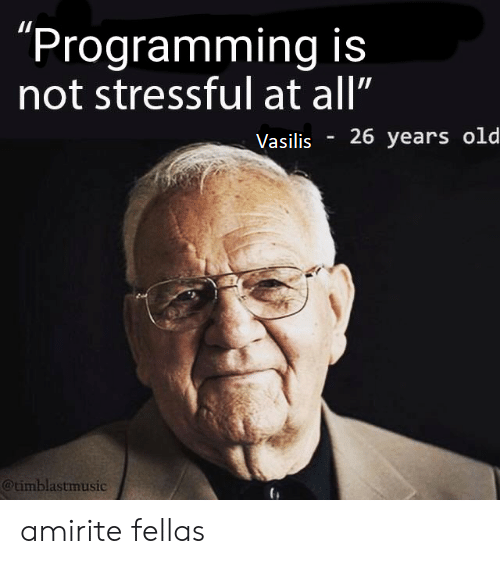 "Programming is
not stressful at all"
Vasilis - 26 years old
@timblastmusic
amirite fellas